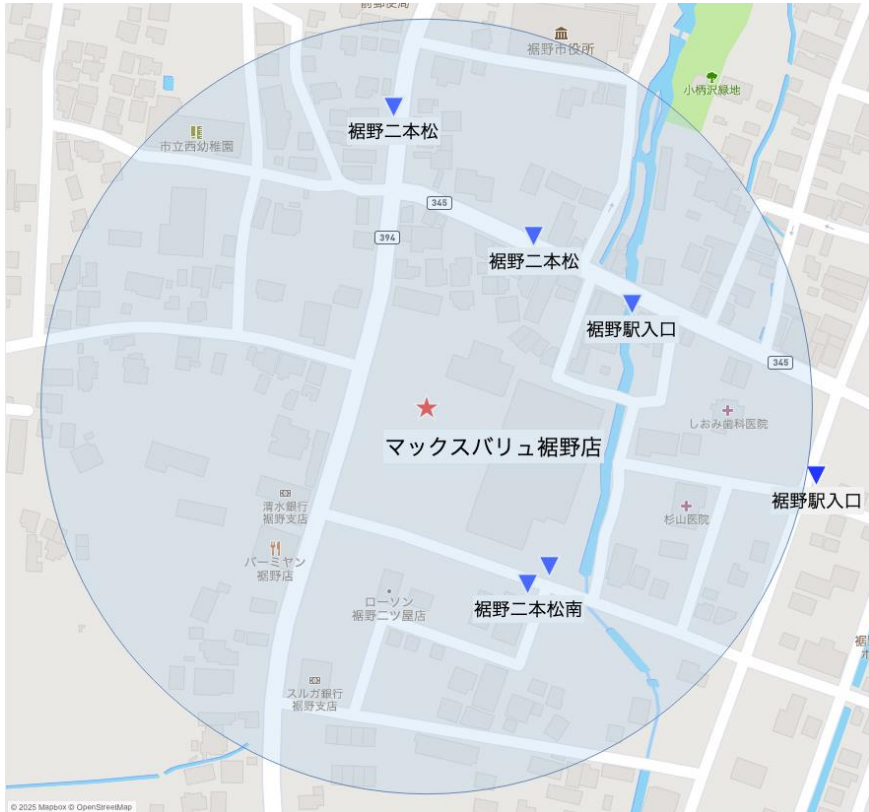 前郵便局
裾野市役所
小柄沢緑地
裾野二本松
市立西幼稚園
345
394
裾野二本松
裾野駅入口
345
しおみ歯科医院
マックスバリュ裾野店
裾野駅入口
清水銀行
裾野支店
杉山医院
バーミヤン
裾野店
ローソン
裾野二ツ屋店
裾野二本松南
スルガ銀行
裾野支店
© 2025 Mapbox © OpenStreetMap